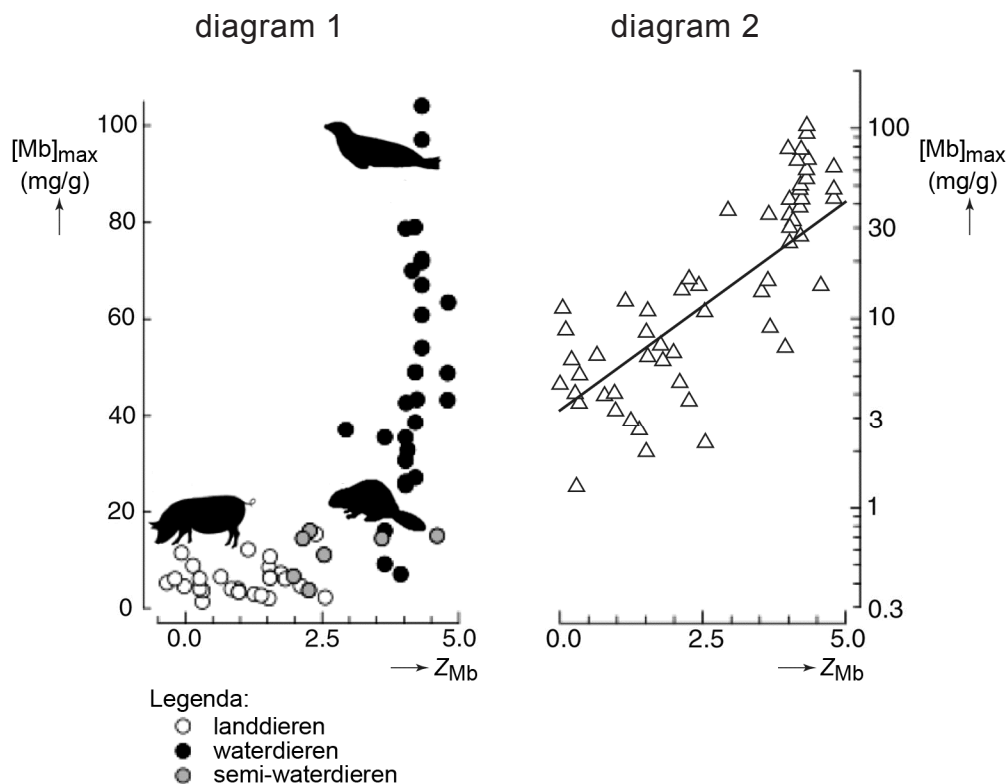 diagram 1
[Mb]max
(mg/g)
100
80
60
40
20
0
0.0
2.5
5.0
ZMb
Legenda:
landdieren
waterdieren
semi-waterdieren
diagram 2
[Mb]max
(mg/g)
100
30
10
3
1
0.3
0.0
2.5
5.0
ZMb